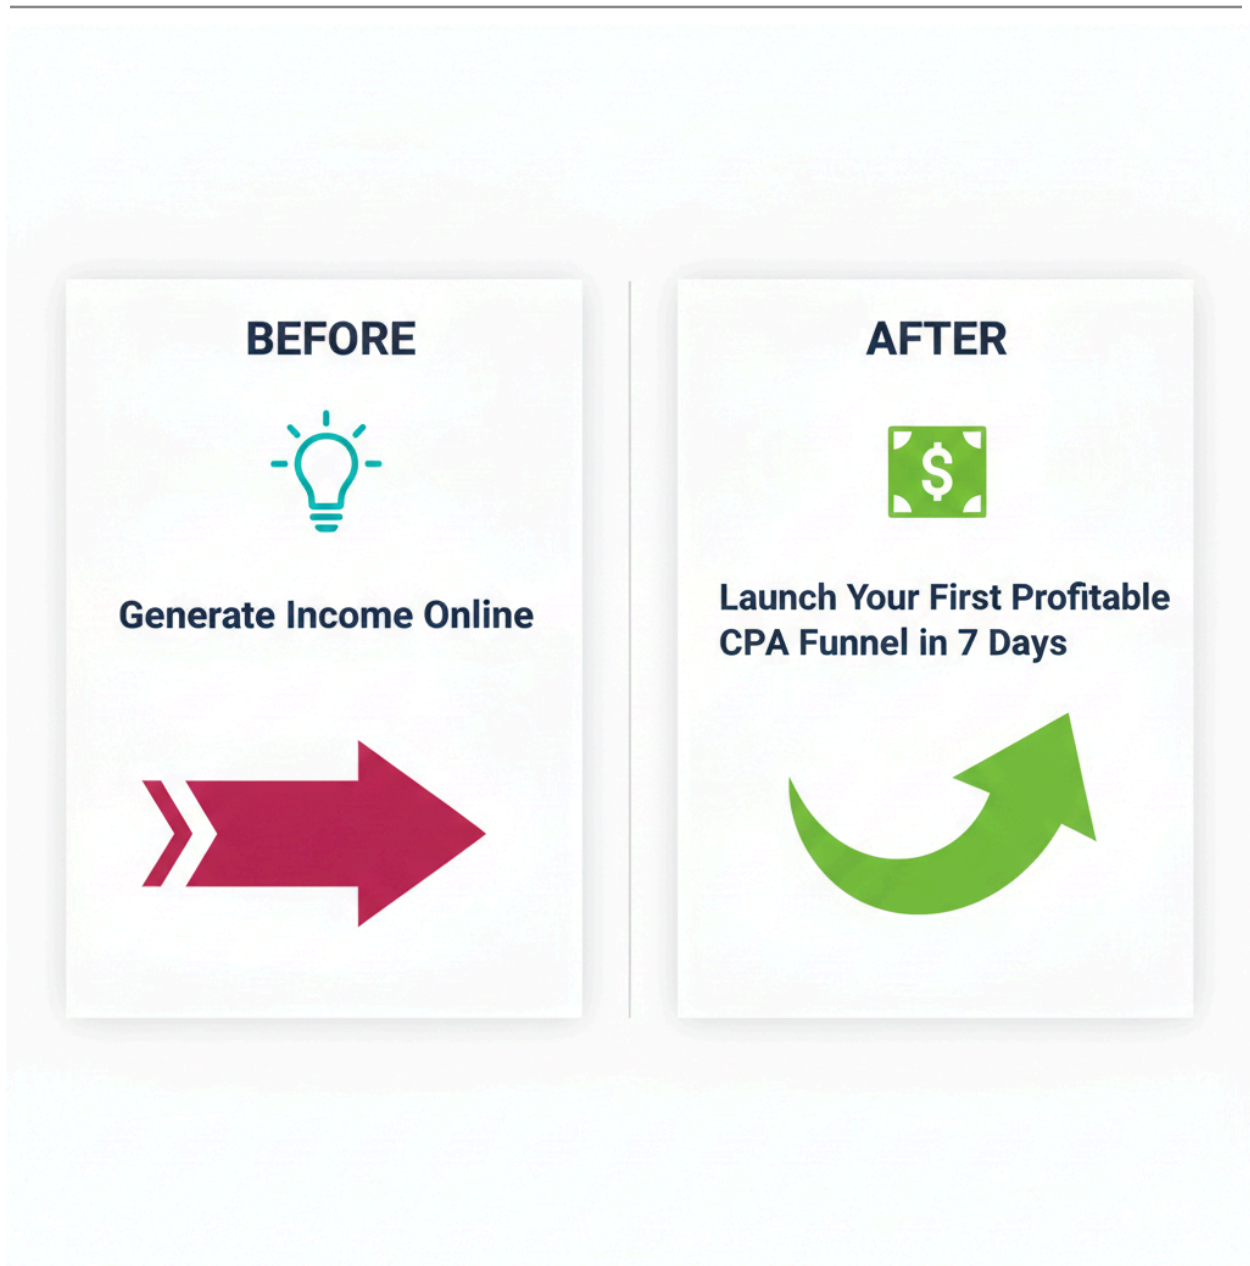 BEFORE
Generate Income Online
AFTER
$
Launch Your First Profitable
CPA Funnel in 7 Days